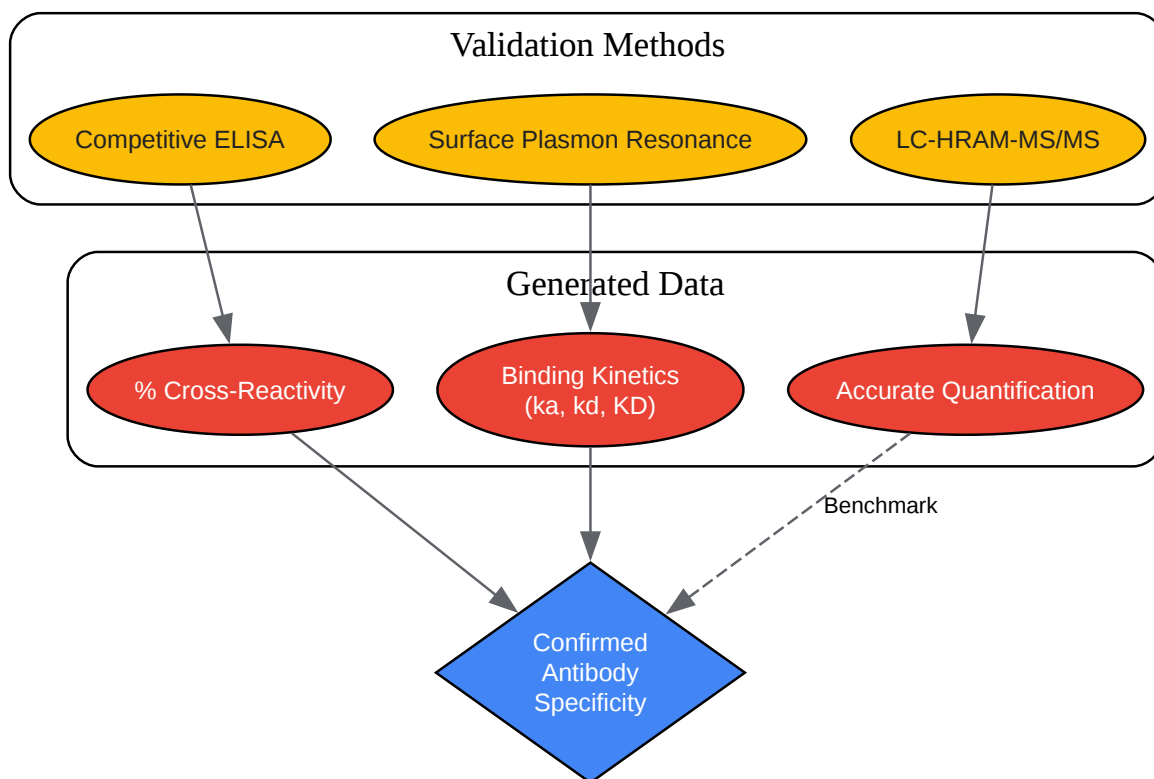 Validation Methods
Competitive ELISA
Surface Plasmon Resonance
LC-HRAM-MS/MS
Generated Data
% Cross-Reactivity
Binding Kinetics
(ka, kd, KD)
Accurate Quantification
Benchmark
Confirmed
Antibody
Specificity